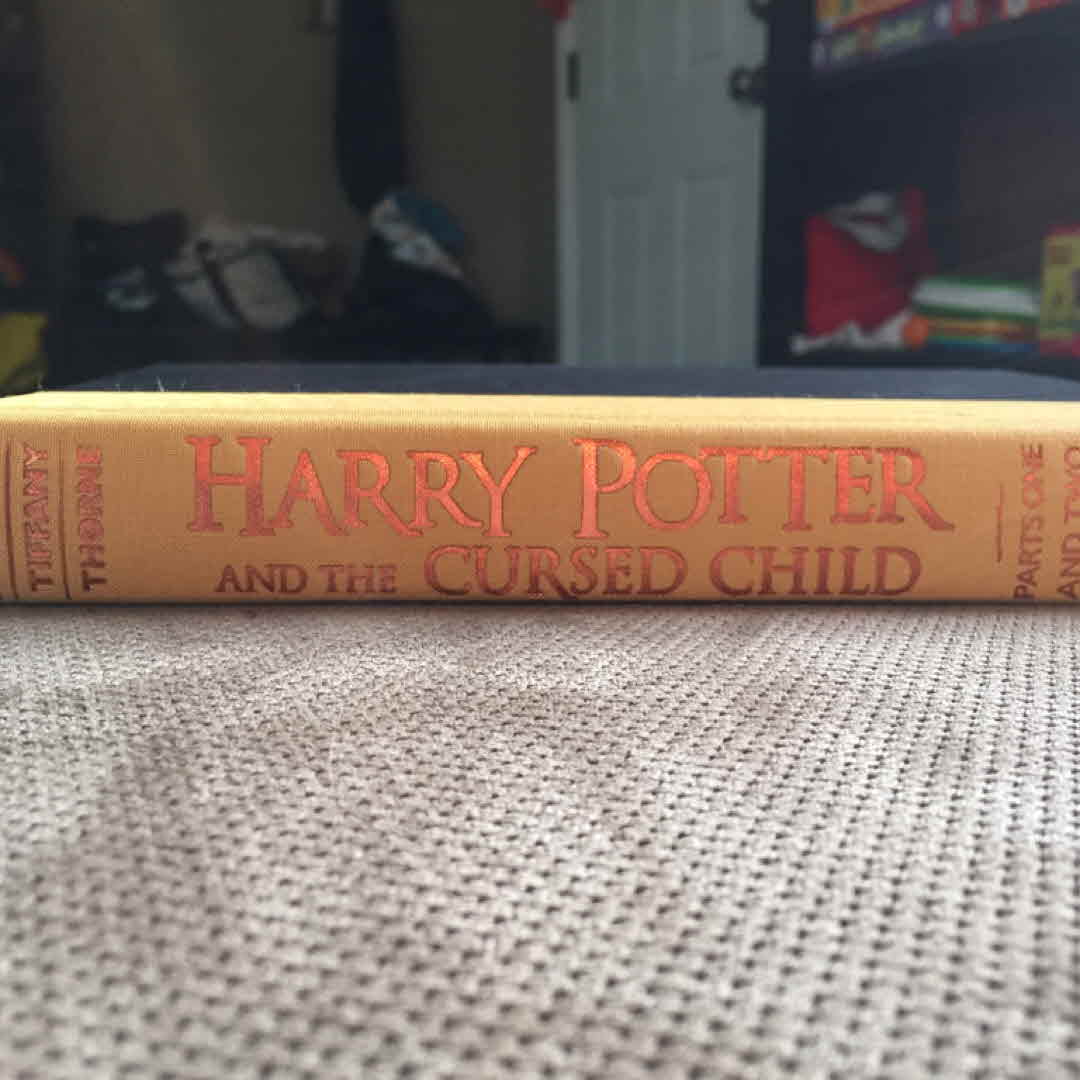 TIFFANY
THORNE
HARRY POTTER
AND THE CURSED CHILD
PARTS ONE
AND TWO